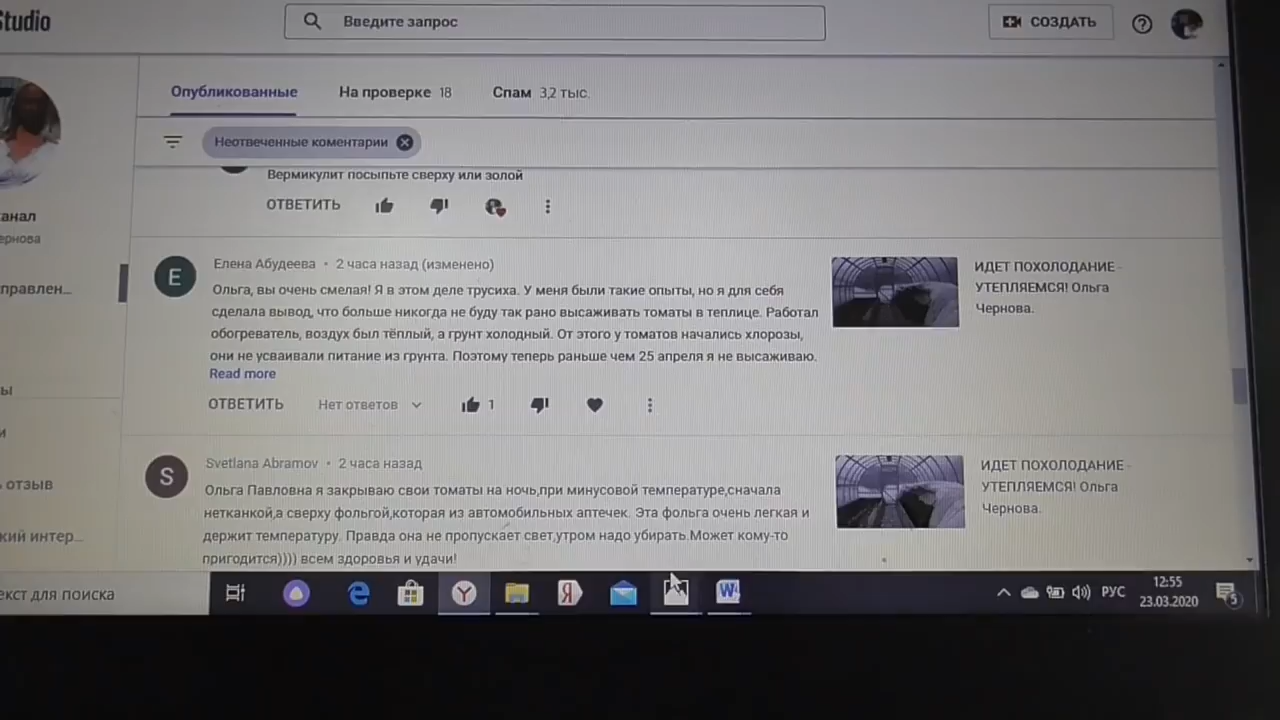 Studio
Введите запрос
СОЗДАТЬ
Опубликованные
На проверке 18
Спам 3,2 тыс.
Неотвеченные коментарии
Вермикулит посыпьте сверху или золой
ОТВЕТИТЬ
E
Елена Абудеева • 2 часа назад (изменено)
Ольга, вы очень смелая! Я в этом деле трусиха. У меня были такие опыты, но я для себя
сделала вывод, что больше никогда не буду так рано высаживать томаты в теплице. Работал
обогреватель, воздух был тёплый, а грунт холодный. От этого у томатов начались хлорозы,
они не усваивали питание из грунта. Поэтому теперь раньше чем 25 апреля я не высаживаю.
Read more
ОТВЕТИТЬ Нет ответов 1
ИДЕТ ПОХОЛОДАНИЕ -
УТЕПЛЯЕМСЯ! Ольга
Чернова.
S
Svetlana Abramov • 2 часа назад
Ольга Павловна я закрываю свои томаты на ночь,при минусовой температуре,сначала
нетканкой,а сверху фольгой,которая из автомобильных аптечек. Эта фольга очень легкая и
держит температуру. Правда она не пропускает свет,утром надо убирать.Может кому-то
пригодится)))) всем здоровья и удачи!
ИДЕТ ПОХОЛОДАНИЕ -
УТЕПЛЯЕМСЯ! Ольга
Чернова.
анал
ернова
правлен...
ы
и
отзыв
кий интер...
екст для поиска
РУС
12:55
23.03.2020
5